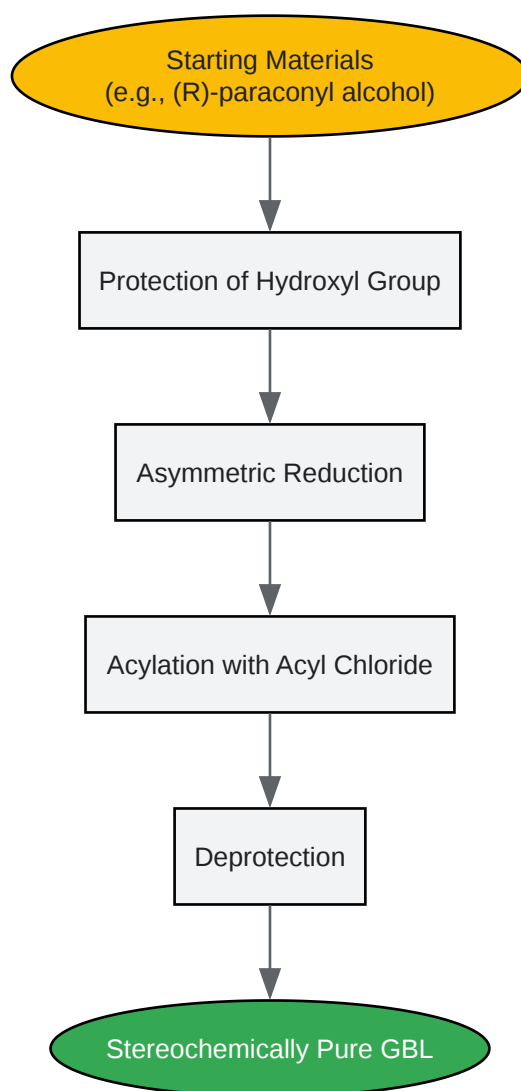 Starting Materials
(e.g., (R)-paraconyl alcohol)
Protection of Hydroxyl Group
Asymmetric Reduction
Acylation with Acyl Chloride
Deprotection
Stereochemically Pure GBL